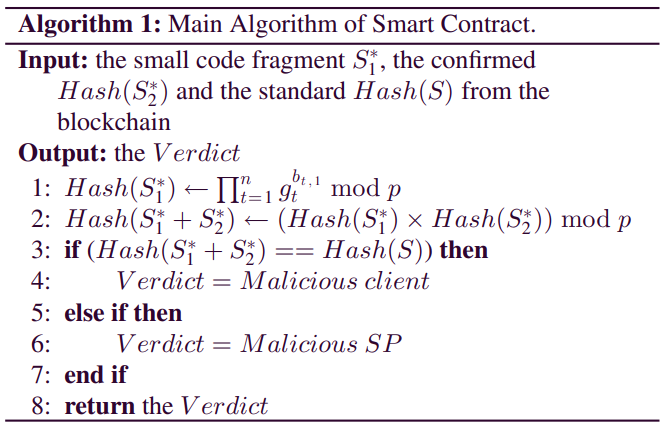 Algorithm 1: Main Algorithm of Smart Contract.
Input: the small code fragment $S_1^*$, the confirmed
$Hash(S_2^*)$ and the standard $Hash(S)$ from the
blockchain
Output: the $Verdict$
1: $Hash(S_1^*) \leftarrow \prod_{t=1}^{n} g_t^{b_{t,1}} \bmod p$
2: $Hash(S_1^* + S_2^*) \leftarrow (Hash(S_1^*) \times Hash(S_2^*)) \bmod p$
3: if $(Hash(S_1^* + S_2^*) == Hash(S))$ then
4: $Verdict = Malicious\ client$
5: else if then
6: $Verdict = Malicious\ SP$
7: end if
8: return the $Verdict$